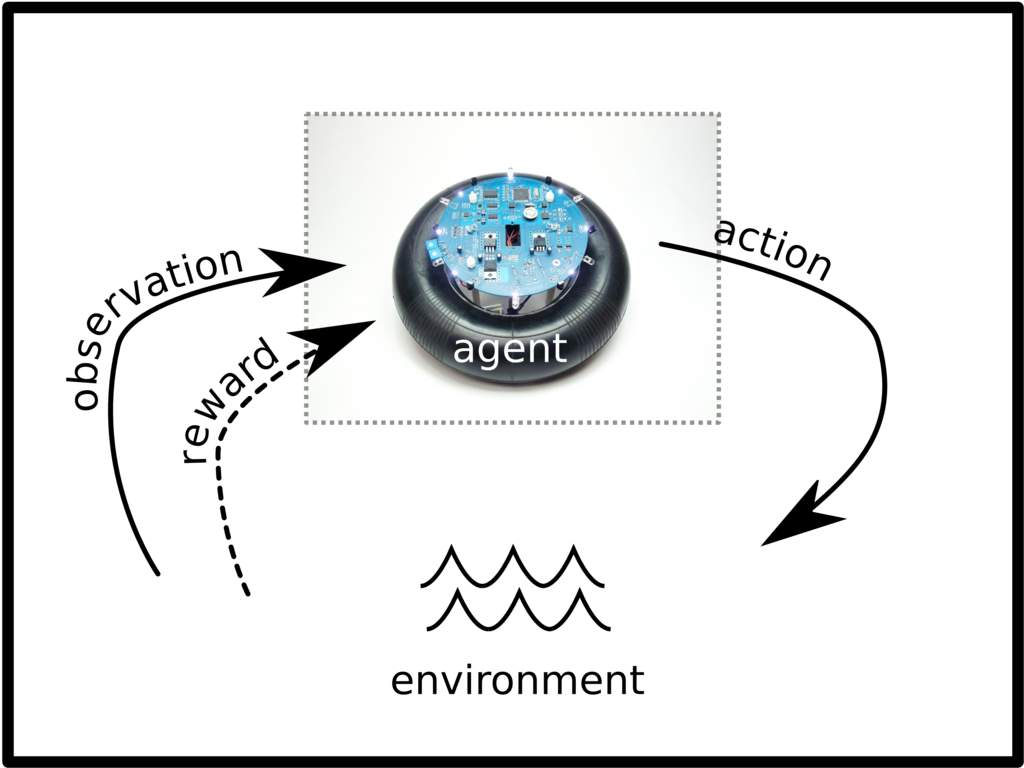 observation
reward
agent
action
environment